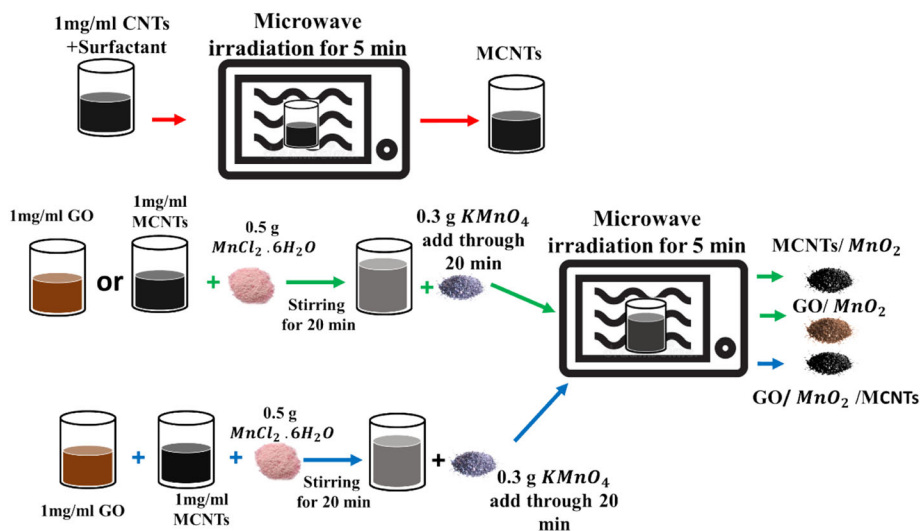 1mg/ml CNTs
+Surfactant
Microwave
irradiation for 5 min
MCNTs
1mg/ml GO
or
1mg/ml
MCNTs
+
0.5 g
MnCl₂ .6H₂O
Stirring
for 20 min
+
0.3 g KMnO₄
add through
20 min
Microwave
irradiation for 5 min
MCNTs/ MnO₂
GO/ MnO₂
GO/ MnO₂ /MCNTs
1mg/ml GO
+
1mg/ml
MCNTs
+
0.5 g
MnCl₂ .6H₂O
Stirring
for 20 min
+
0.3 g KMnO₄
add through 20
min